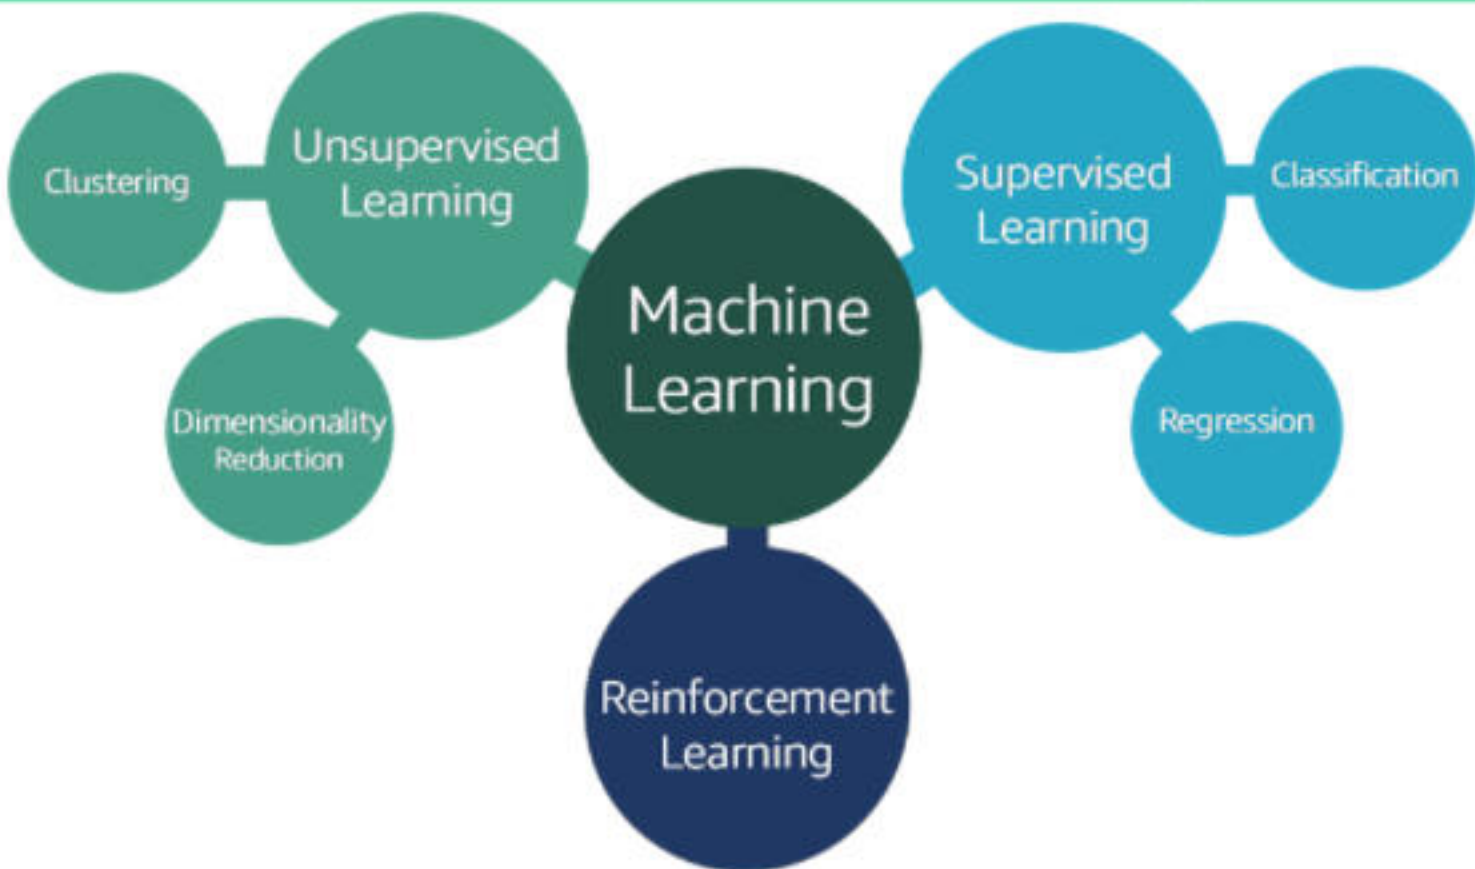 Unsupervised
Learning
Clustering
Dimensionality
Reduction
Machine
Learning
Supervised
Learning
Classification
Regression
Reinforcement
Learning